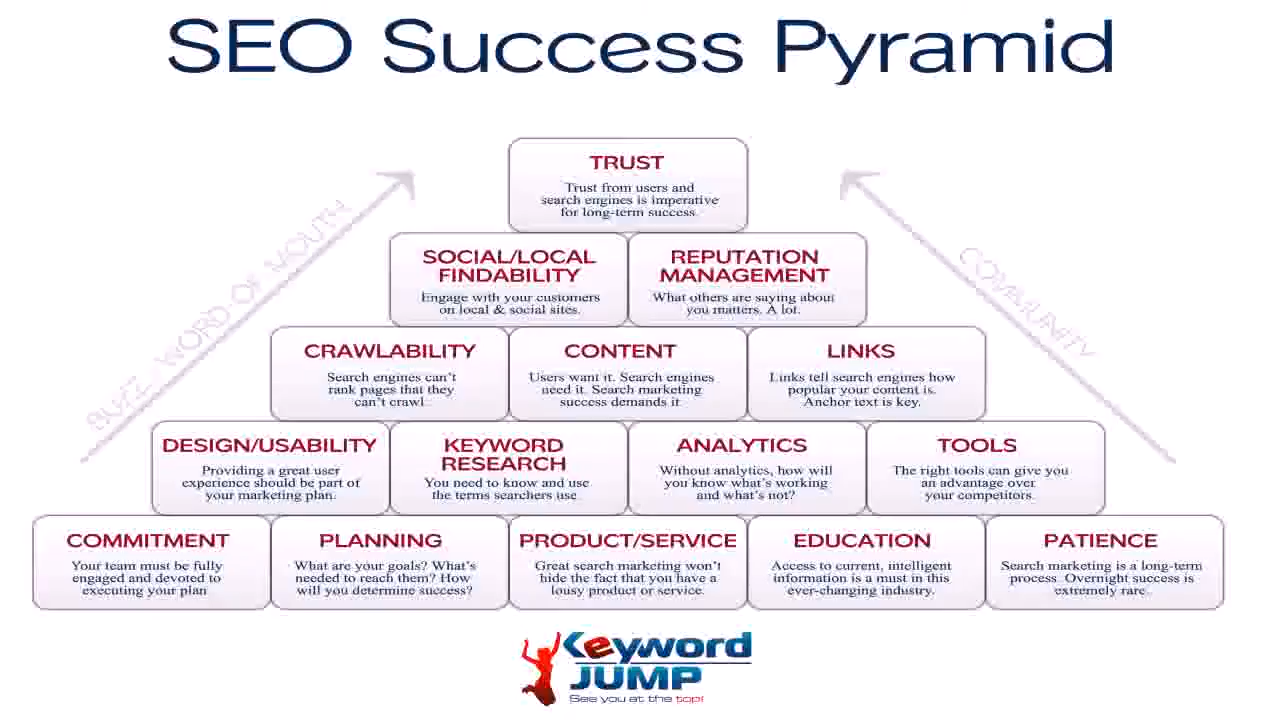 SEO Success Pyramid
TRUST
Trust from users and
search engines is imperative
for long-term success.
BUZZ, WORD OF MOUTH
COMMUNITY
SOCIAL/LOCAL
FINDABILITY
Engage with your customers
on local & social sites.
REPUTATION
MANAGEMENT
What others are saying about
you matters. A lot.
CRAWLABILITY
Search engines can't
rank pages that they
can't crawl
CONTENT
Users want it. Search engines
need it. Search marketing
success demands it
LINKS
Links tell search engines how
popular your content is.
Anchor text is key.
DESIGN/USABILITY
Providing a great user
experience should be part of
your marketing plan.
KEYWORD
RESEARCH
You need to know and use
the terms searchers use
ANALYTICS
Without analytics, how will
you know what's working
and what's not?
TOOLS
The right tools can give you
an advantage over
your competitors.
COMMITMENT
Your team must be fully
engaged and devoted to
executing your plan
PLANNING
What are your goals? What's
needed to reach them? How
will you determine success?
PRODUCT/SERVICE
Great search marketing won't
hide the fact that you have a
lousy product or service.
EDUCATION
Access to current, intelligent
information is a must in this
ever-changing industry.
PATIENCE
Search marketing is a long-term
process. Overnight success is
extremely rare.
Keyword
JUMP
See you at the top!